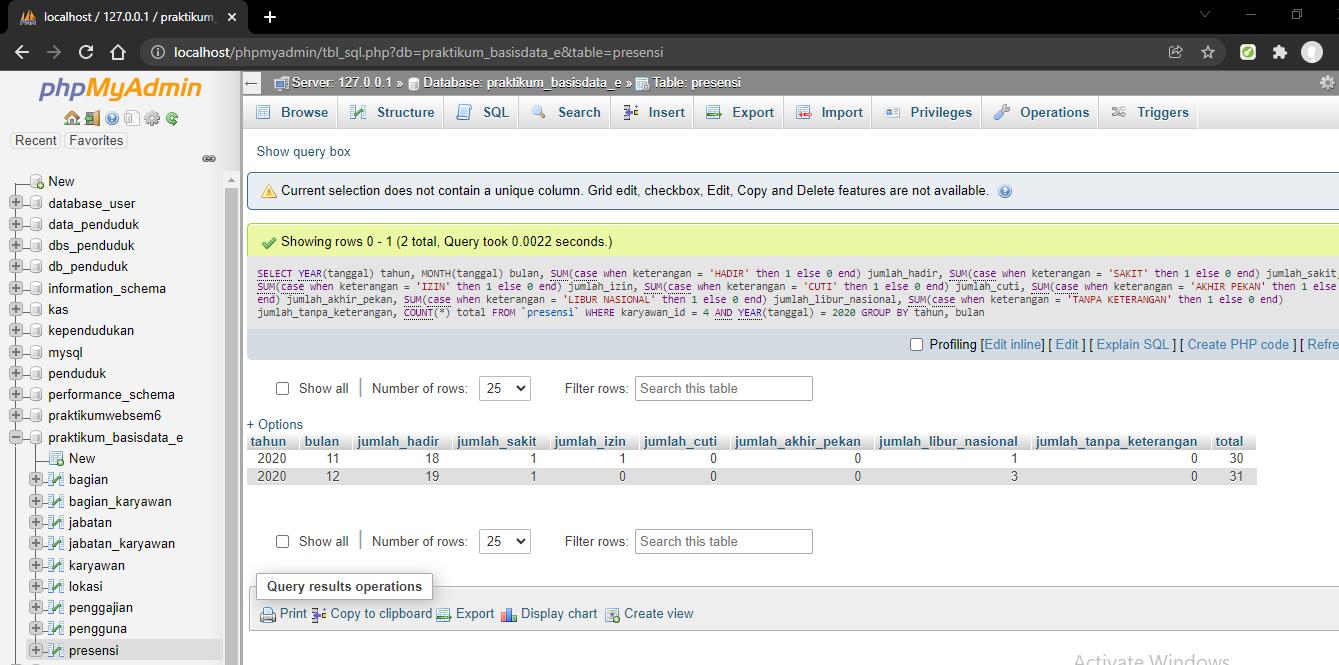 localhost / 127.0.0.1 / praktikum_
localhost/phpmyadmin/tbl_sql.php?db=praktikum_basisdata_e&table=presensi
phpMyAdmin
Recent Favorites
New
database_user
data_penduduk
dbs_penduduk
db_penduduk
information_schema
kas
kependudukan
mysql
penduduk
performance_schema
praktikumwebsem6
praktikum_basisdata_e
New
bagian
bagian_karyawan
jabatan
jabatan_karyawan
karyawan
lokasi
penggajian
pengguna
presensi
Server: 127.0.0.1 » Database: praktikum_basisdata_e » Table: presensi
Browse Structure SQL Search Insert Export Import Privileges Operations Triggers
Show query box
Current selection does not contain a unique column. Grid edit, checkbox, Edit, Copy and Delete features are not available.
Showing rows 0 - 1 (2 total, Query took 0.0022 seconds.)
SELECT YEAR(tanggal) tahun, MONTH(tanggal) bulan, SUM(case when keterangan = 'HADIR' then 1 else 0 end) jumlah_hadir, SUM(case when keterangan = 'SAKIT' then 1 else 0 end) jumlah_sakit
SUM(case when keterangan = 'IZIN' then 1 else 0 end) jumlah_izin, SUM(case when keterangan = 'CUTI' then 1 else 0 end) jumlah_cuti, SUM(case when keterangan = 'AKHIR PEKAN' then 1 else
end) jumlah_akhir_pekan, SUM(case when keterangan = 'LIBUR NASIONAL' then 1 else 0 end) jumlah_libur_nasional, SUM(case when keterangan = 'TANPA KETERANGAN' then 1 else 0 end)
jumlah_tanpa_keterangan, COUNT(*) total FROM `presensi` WHERE karyawan_id = 4 AND YEAR(tanggal) = 2020 GROUP BY tahun, bulan
Profiling [Edit inline] [ Edit ] [ Explain SQL ] [ Create PHP code ] [ Refre
Show all Number of rows: 25 Filter rows: Search this table
+ Options
tahun bulan jumlah_hadir jumlah_sakit jumlah_izin jumlah_cuti jumlah_akhir_pekan jumlah_libur_nasional jumlah_tanpa_keterangan total
2020 11 18 1 1 0 0 1 0 30
2020 12 19 1 0 0 0 3 0 31
Show all Number of rows: 25 Filter rows: Search this table
Query results operations
Print Copy to clipboard Export Display chart Create view
Activate Windows